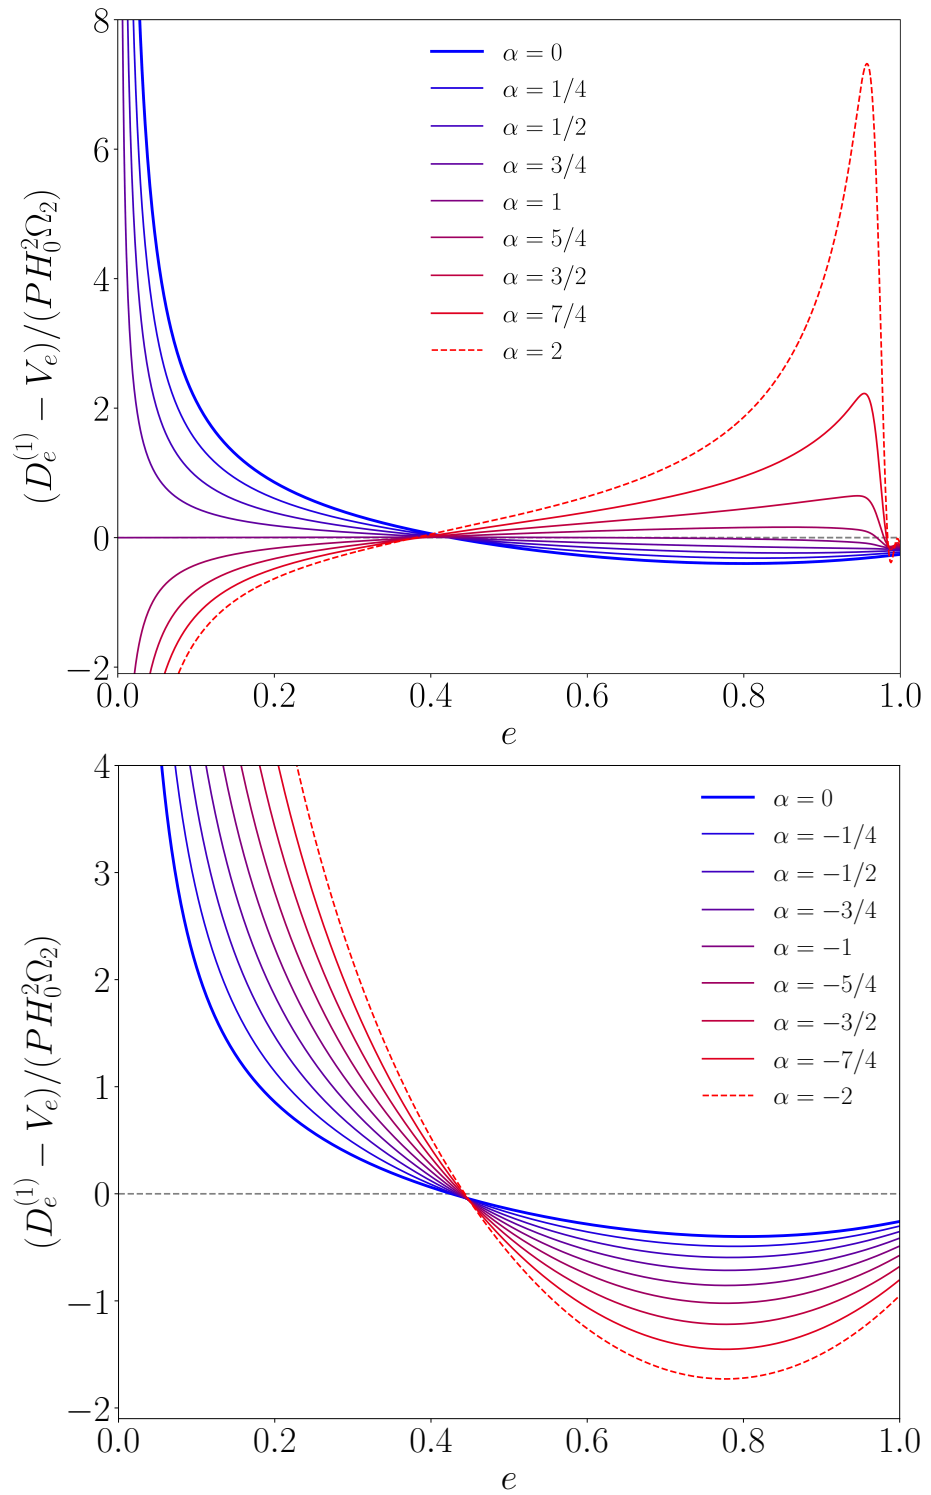 8
6
4
2
0
−2
0.0 0.2 0.4 0.6 0.8 1.0
e
(D_e^{(1)} − V_e)/(PH_0^2Ω_2)
α = 0
α = 1/4
α = 1/2
α = 3/4
α = 1
α = 5/4
α = 3/2
α = 7/4
α = 2
4
3
2
1
0
−1
−2
0.0 0.2 0.4 0.6 0.8 1.0
e
(D_e^{(1)} − V_e)/(PH_0^2Ω_2)
α = 0
α = −1/4
α = −1/2
α = −3/4
α = −1
α = −5/4
α = −3/2
α = −7/4
α = −2